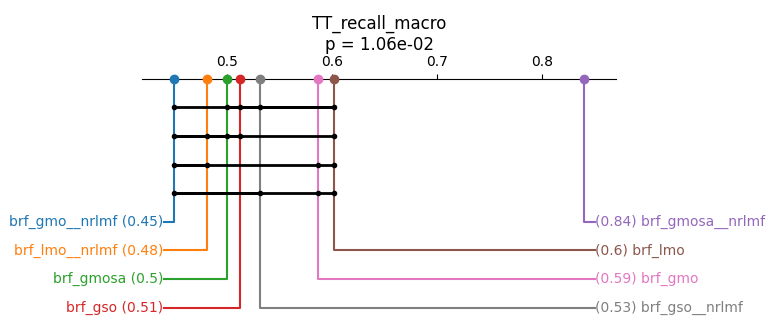 TT_recall_macro
p = 1.06e-02
0.5 0.6 0.7 0.8
brf_gmo__nrlmf (0.45) (0.84) brf_gmosa__nrlmf
brf_lmo__nrlmf (0.48) (0.6) brf_lmo
brf_gmosa (0.5) (0.59) brf_gmo
brf_gso (0.51) (0.53) brf_gso__nrlmf